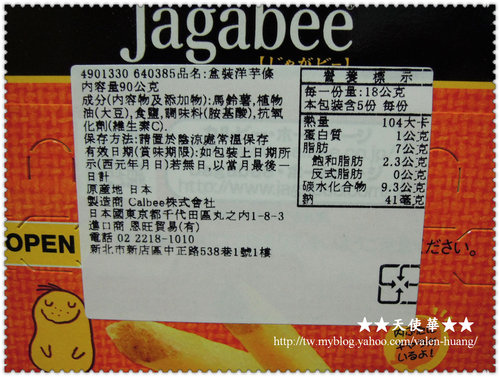 Jagabee
【じゃがビー】
4901330 640385品名:盒裝洋芋條
內容量90公克
成分(內容物及添加物):馬鈴薯,植物
油(大豆),食鹽,調味料(胺基酸),抗氧
化劑(維生素C).
保存方法:請置於陰涼處常溫保存
有效日期(賞味期限):如包裝上日期所
示(西元年月日)若無日,以當月最後一
日計
原產地 日本
製造商 Calbee株式会社
日本國東京都千代田區丸之內1-8-3
進口商 恩旺貿易(有)
電話 02 2218-1010
新北市新店區中正路538巷1號1樓
營養標示
每一份量:18公克
本包裝含5份 每份
熱量 104大卡
蛋白質 1公克
脂肪 7公克
飽和脂肪 2.3公克
反式脂肪 0公克
碳水化合物 9.3公克
鈉 41毫克
OPEN
ださい。
★★天使華★★
http://tw.myblog.yahoo.com/valen-huang/